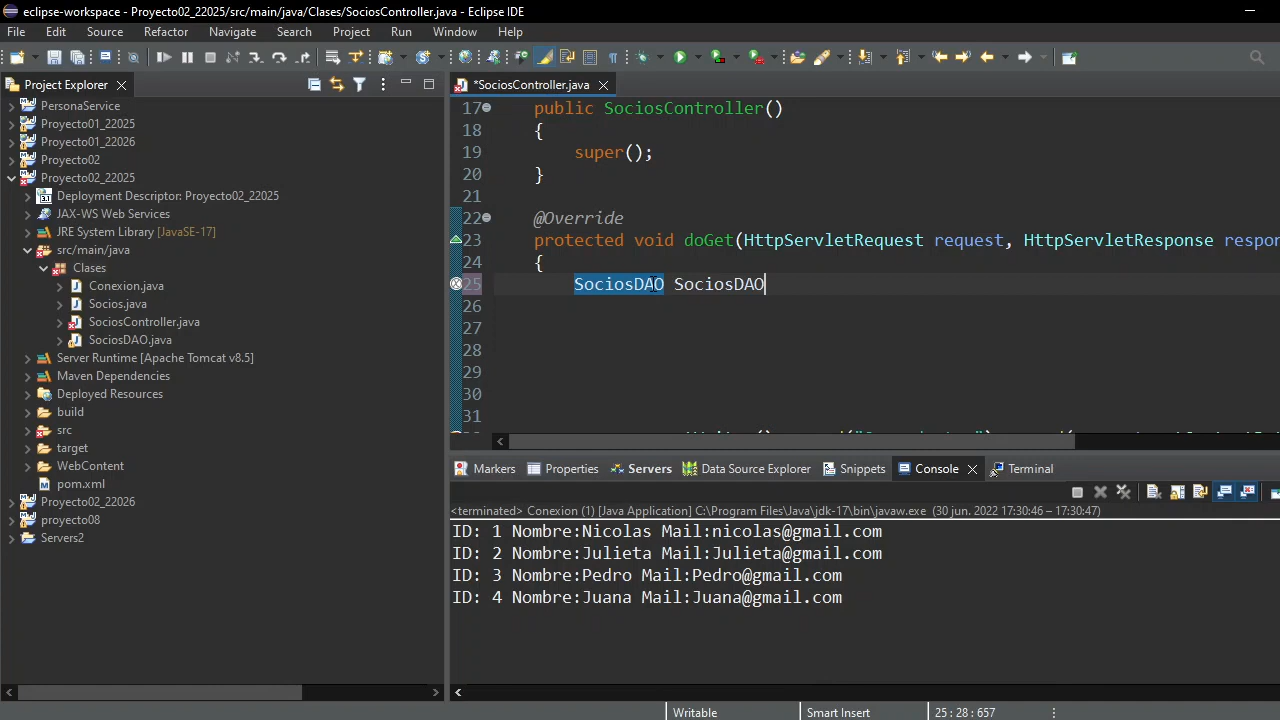 eclipse-workspace - Proyecto02_22025/src/main/java/Clases/SociosController.java - Eclipse IDE
File Edit Source Refactor Navigate Search Project Run Window Help
Project Explorer
PersonaService
Proyecto01_22025
Proyecto01_22026
Proyecto02
Proyecto02_22025
Deployment Descriptor: Proyecto02_22025
JAX-WS Web Services
JRE System Library [JavaSE-17]
src/main/java
Clases
Conexion.java
Socios.java
SociosController.java
SociosDAO.java
Server Runtime [Apache Tomcat v8.5]
Maven Dependencies
Deployed Resources
build
src
target
WebContent
pom.xml
Proyecto02_22026
proyecto08
Servers2
*SociosController.java
17 public SociosController()
18 {
19 super();
20 }
21
22 @Override
23 protected void doGet(HttpServletRequest request, HttpServletResponse respon
24 {
25 SociosDAO SociosDAO
26
27
28
29
30
31
Markers Properties Servers Data Source Explorer Snippets Console Terminal
<terminated> Conexion (1) [Java Application] C:\Program Files\Java\jdk-17\bin\javaw.exe (30 jun. 2022 17:30:46 – 17:30:47)
ID: 1 Nombre:Nicolas Mail:nicolas@gmail.com
ID: 2 Nombre:Julieta Mail:Julieta@gmail.com
ID: 3 Nombre:Pedro Mail:Pedro@gmail.com
ID: 4 Nombre:Juana Mail:Juana@gmail.com
Writable Smart Insert 25 : 28 : 657